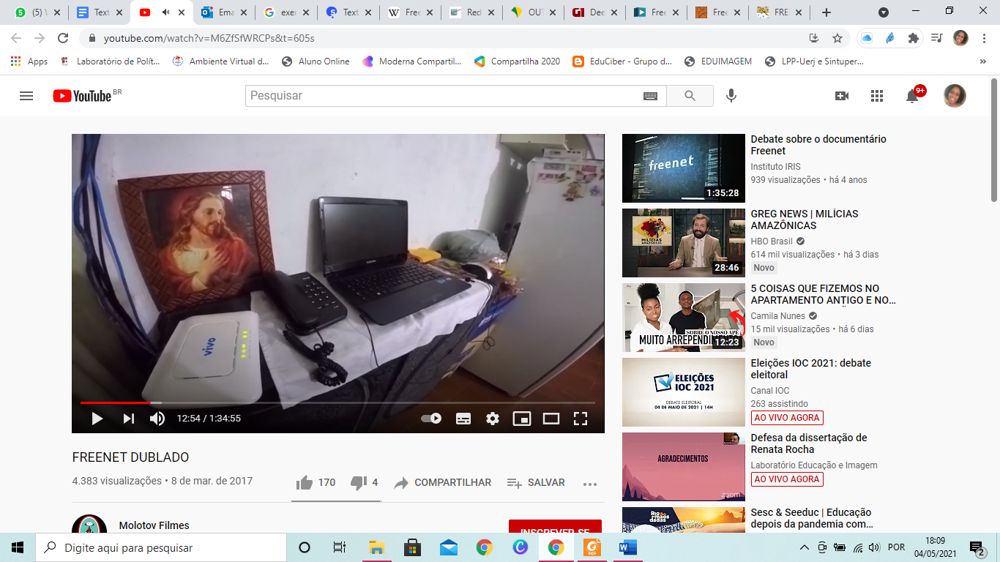 (5) V
Text
Ema
exer
Text
Free
Red
OUT
Dee
Free
Free
FRE
youtube.com/watch?v=M6ZfSfWRCPs&t=605s
Apps
Laboratório de Polít...
Ambiente Virtual d...
Aluno Online
Moderna Compartil...
Compartilha 2020
EduCiber - Grupo d...
EDUIMAGEM
LPP-Uerj e Sintuper...
YouTube BR
Pesquisar
9+
vivo
12:54 / 1:34:55
FREENET DUBLADO
4.383 visualizações • 8 de mar. de 2017
170
4
COMPARTILHAR
SALVAR
Molotov Filmes
INSCREVER-SE
freenet
1:35:28
Debate sobre o documentário
Freenet
Instituto IRIS
939 visualizações • há 4 anos
MILÍCIAS
AMAZÔNICAS
28:46
GREG NEWS | MILÍCIAS
AMAZÔNICAS
HBO Brasil
614 mil visualizações • há 3 dias
Novo
SOBRE O NOSSO APÊ
MUITO ARREPENDIMENTO
12:23
5 COISAS QUE FIZEMOS NO
APARTAMENTO ANTIGO E NO...
Camila Nunes
15 mil visualizações • há 6 dias
Novo
ELEIÇÕES
IOC 2021
DEBATE ELEITORAL
04 DE MAIO DE 2021 | 14H
Eleições IOC 2021: debate
eleitoral
Canal IOC
263 assistindo
AO VIVO AGORA
AGRADECIMENTOS
zoom
Defesa da dissertação de
Renata Rocha
Laboratório Educação e Imagem
AO VIVO AGORA
Sesc & Seeduc | Educação
depois da pandemia com...
Digite aqui para pesquisar
POR
18:09
04/05/2021
2